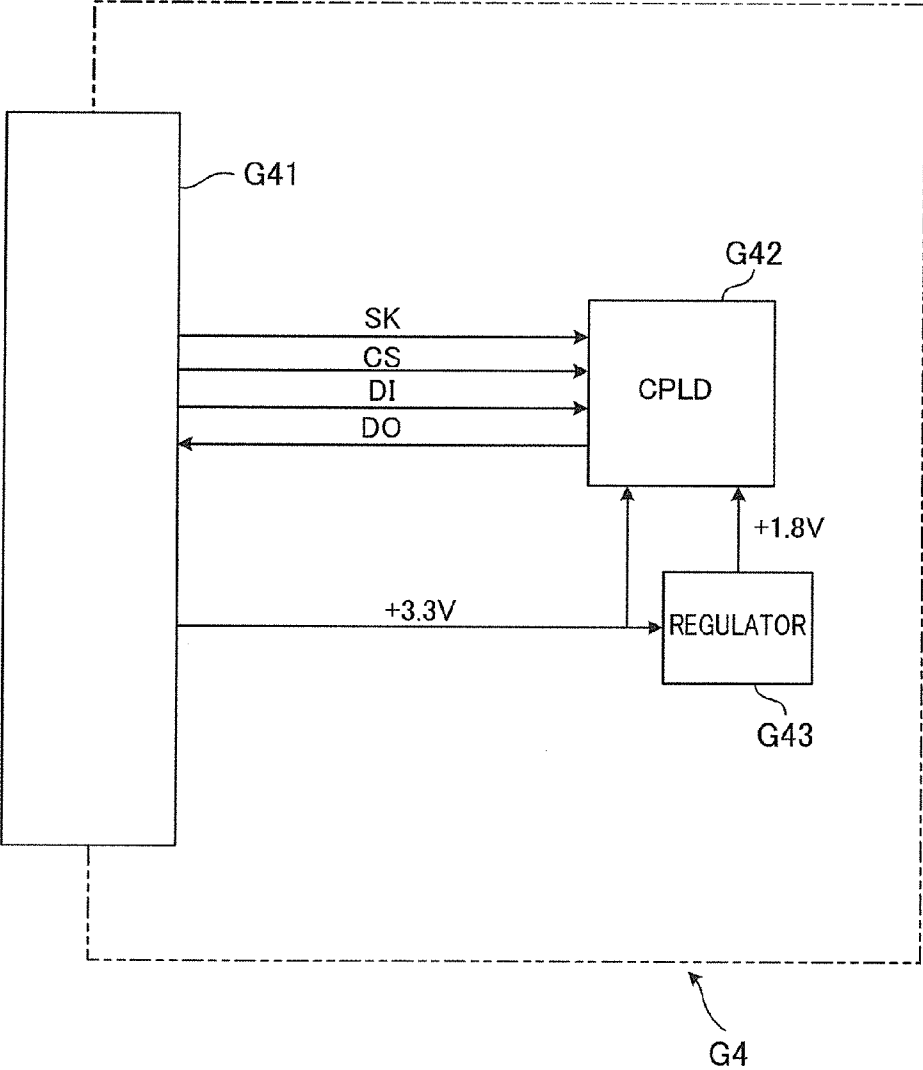 G41
G42
SK
CS
DI
DO
CPLD
+1.8V
+3.3V
REGULATOR
G43
G4